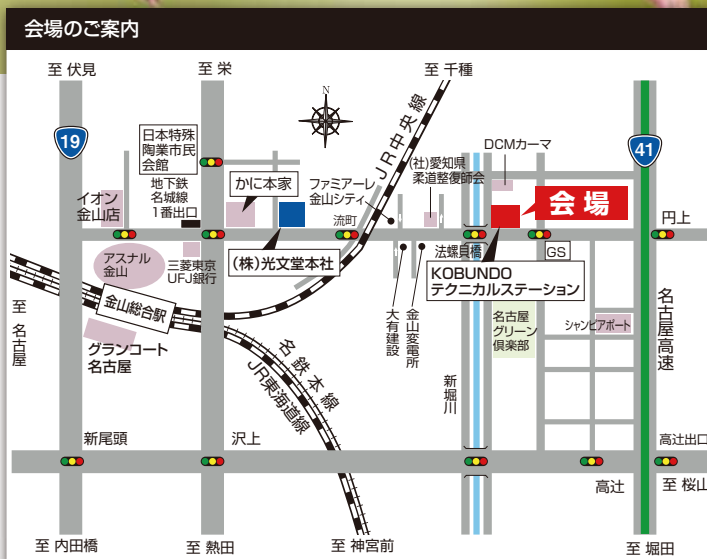 会場のご案内
至 伏見
至 栄
至 千種
19
41
日本特殊
陶業市民
会館
地下鉄
名城線
1番出口
イオン
金山店
かに本家
ファミアーレ
金山シティ
流町
JR中央線
(社)愛知県
柔道整復師会
DCMカーマ
会場
円上
アスナル
金山
三菱東京
UFJ銀行
(株)光文堂本社
法螺貝橋
GS
KOBUNDO
テクニカルステーション
金山総合駅
至 名古屋
グランコート
名古屋
大有建設
金山変電所
名古屋
グリーン
倶楽部
シャンピアポート
名古屋高速
名鉄本線
JR東海道線
新堀川
新尾頭
沢上
高辻出口
高辻
至 桜山
至 内田橋
至 熱田
至 神宮前
至 堀田